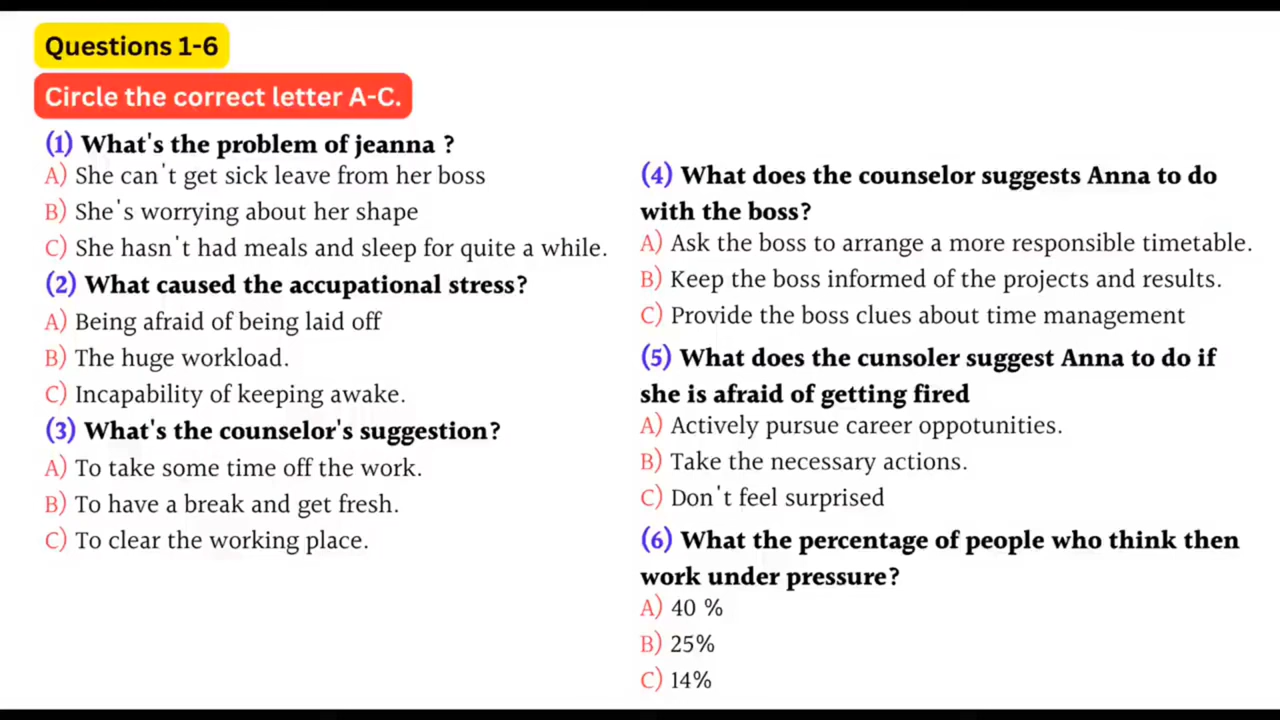 Questions 1-6
Circle the correct letter A-C.
(1) What's the problem of jeanna ?
A) She can't get sick leave from her boss
B) She's worrying about her shape
C) She hasn't had meals and sleep for quite a while.
(2) What caused the accupational stress?
A) Being afraid of being laid off
B) The huge workload.
C) Incapability of keeping awake.
(3) What's the counselor's suggestion?
A) To take some time off the work.
B) To have a break and get fresh.
C) To clear the working place.
(4) What does the counselor suggests Anna to do
with the boss?
A) Ask the boss to arrange a more responsible timetable.
B) Keep the boss informed of the projects and results.
C) Provide the boss clues about time management
(5) What does the cunsoler suggest Anna to do if
she is afraid of getting fired
A) Actively pursue career oppotunities.
B) Take the necessary actions.
C) Don't feel surprised
(6) What the percentage of people who think then
work under pressure?
A) 40 %
B) 25%
C) 14%